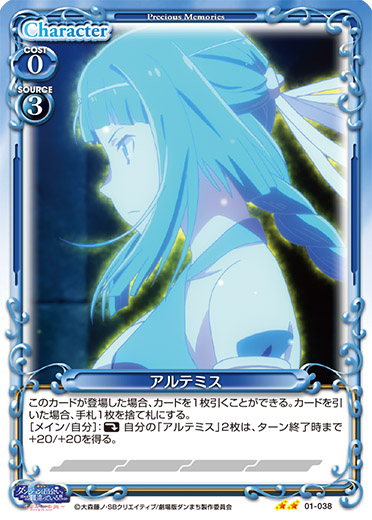 Precious Memories
Character
COST
0
SOURCE
3
アルテミス
このカードが登場した場合、カードを1枚引くことができる。カードを引
いた場合、手札1枚を捨て札にする。
[メイン/自分]: 自分の「アルテミス」2枚は、ターン終了時まで
+20/+20を得る。
©大森藤ノ・SBクリエイティブ/劇場版ダンまち製作委員会
01-038